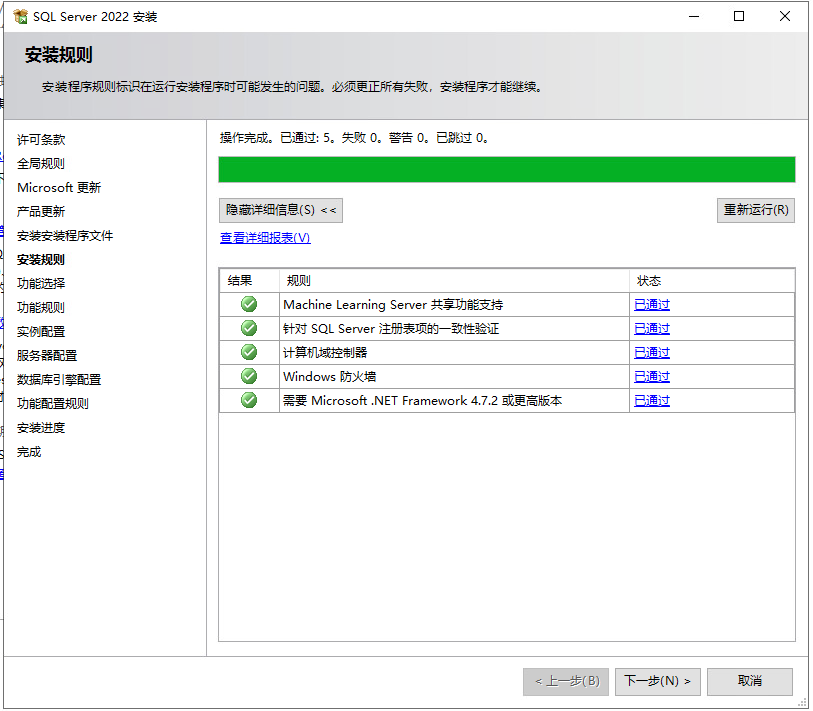 SQL Server 2022 安装
安装规则
安装程序规则标识在运行安装程序时可能发生的问题。必须更正所有失败，安装程序才能继续。
许可条款
全局规则
Microsoft 更新
产品更新
安装安装程序文件
安装规则
功能选择
功能规则
实例配置
服务器配置
数据库引擎配置
功能配置规则
安装进度
完成
操作完成。已通过: 5。失败 0。警告 0。已跳过 0。
隐藏详细信息(S) <<
重新运行(R)
查看详细报表(V)
结果 规则 状态
Machine Learning Server 共享功能支持 已通过
针对 SQL Server 注册表项的一致性验证 已通过
计算机域控制器 已通过
Windows 防火墙 已通过
需要 Microsoft .NET Framework 4.7.2 或更高版本 已通过
< 上一步(B) 下一步(N) > 取消